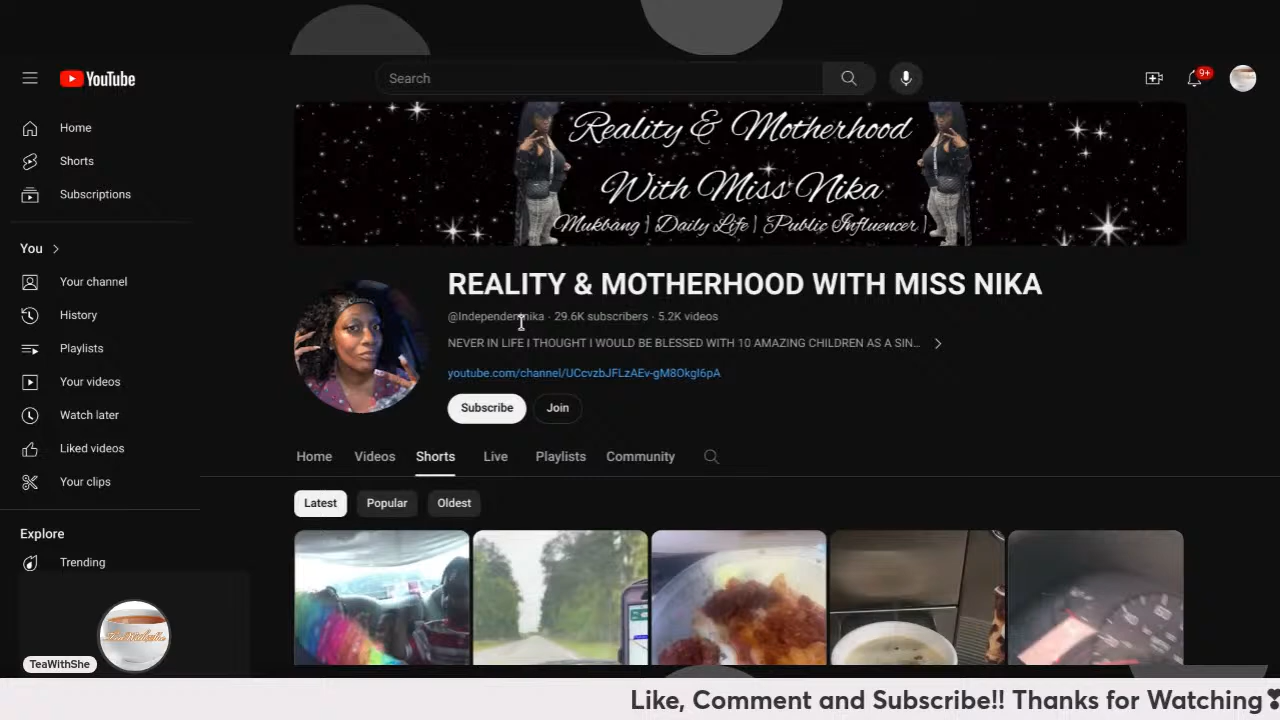 YouTube
Search
9+
Home
Shorts
Subscriptions
You
Your channel
History
Playlists
Your videos
Watch later
Liked videos
Your clips
Explore
Trending
Reality & Motherhood
With Miss Nika
Mukbang | Daily Life | Public Influencer |
REALITY & MOTHERHOOD WITH MISS NIKA
29.6K subscribers · 5.2K videos
NEVER IN LIFE I THOUGHT I WOULD BE BLESSED WITH 10 AMAZING CHILDREN AS A SIN...
youtube.com/channel/UCcvzbJFLzAEv-gM8Okgl6pA
Subscribe
Join
Home Videos Shorts Live Playlists Community
Latest Popular Oldest
TeaWithShe
TeaWithShe
Like, Comment and Subscribe!! Thanks for Watching❣